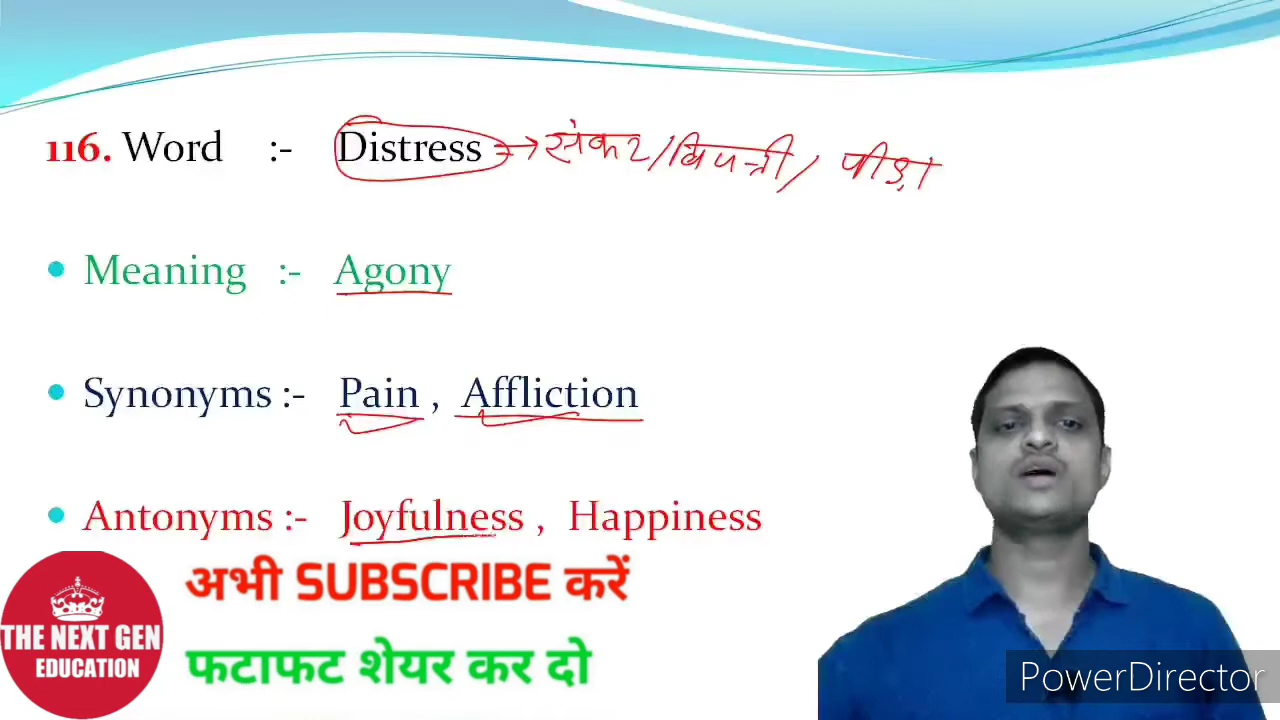 116. Word :- Distress → संकट/विपत्ती/ पीड़ा
• Meaning :- Agony
• Synonyms :- Pain , Affliction
• Antonyms :- Joyfulness , Happiness
अभी SUBSCRIBE करें
THE NEXT GEN
EDUCATION
फटाफट शेयर कर दो
PowerDirector